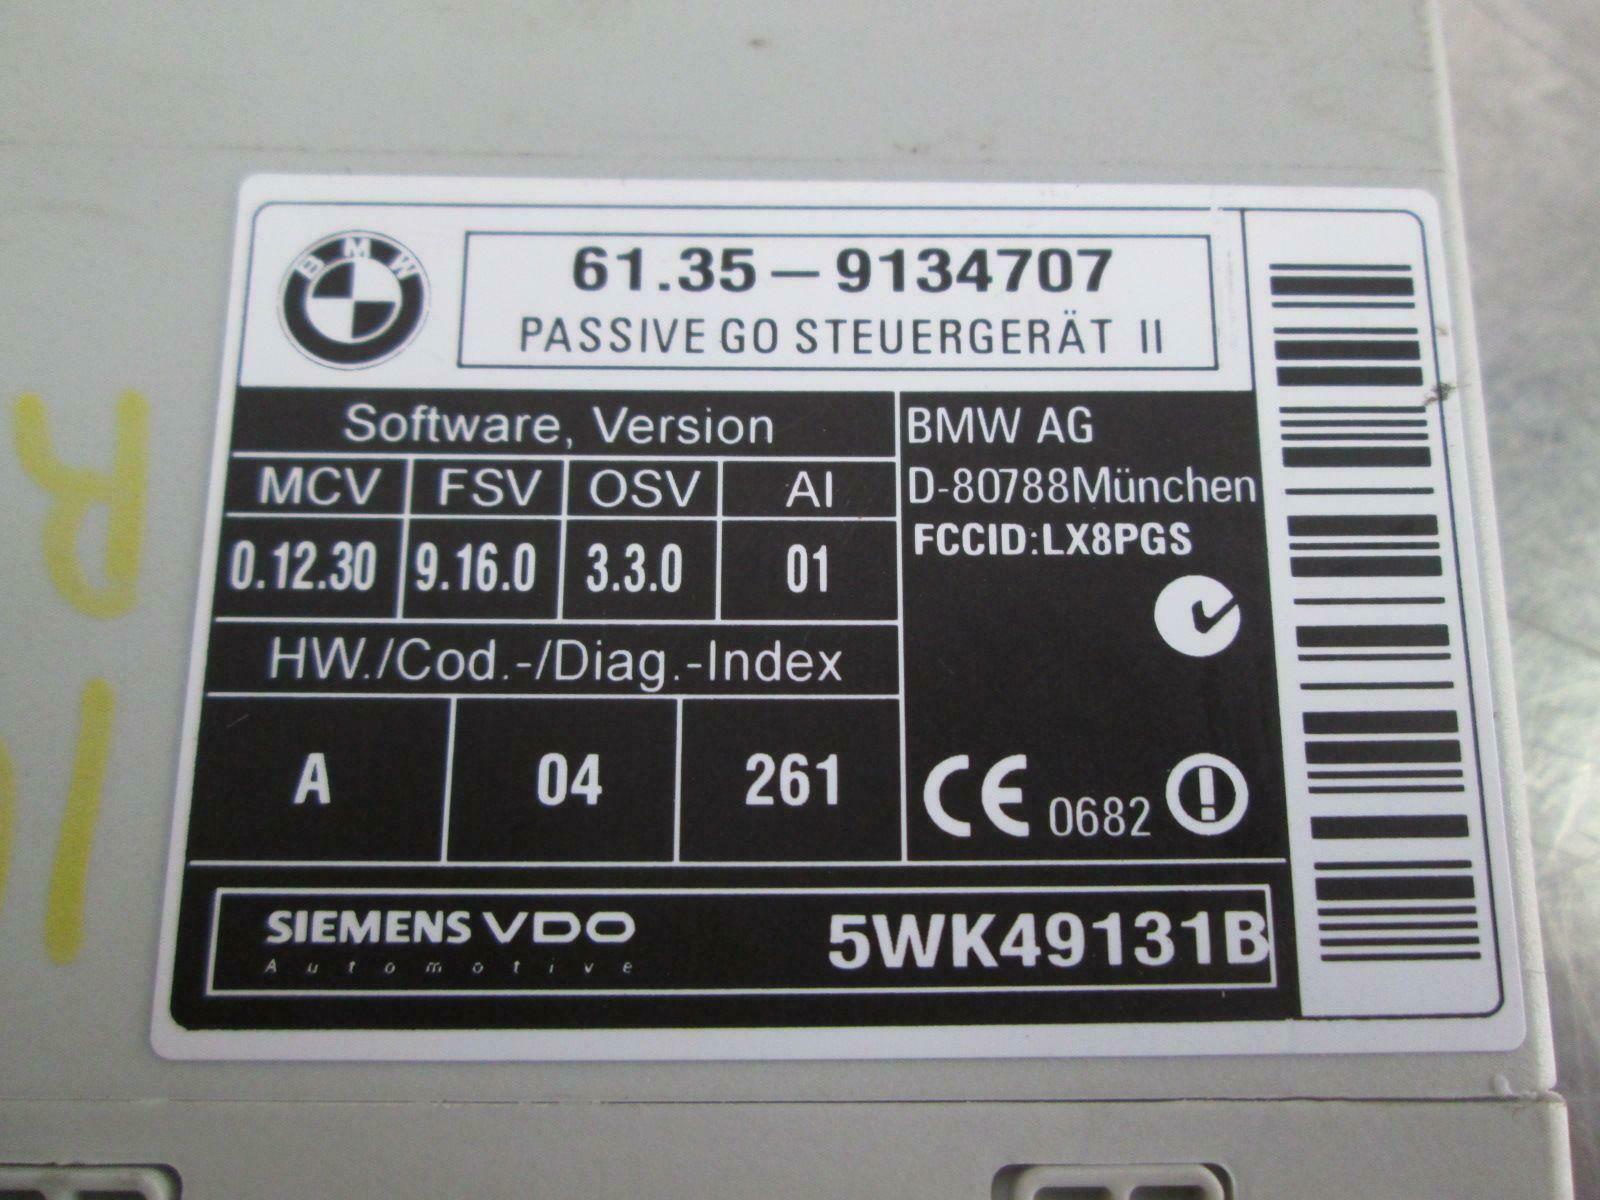 BMW
61.35-9134707
PASSIVE GO STEUERGERÄT II
Software, Version
MCV FSV OSV AI
0.12.30 9.16.0 3.3.0 01
HW./Cod.-/Diag.-Index
A 04 261
BMW AG
D-80788München
FCCID:LX8PGS
CE 0682
SIEMENS VDO
Automotive
5WK49131B
R